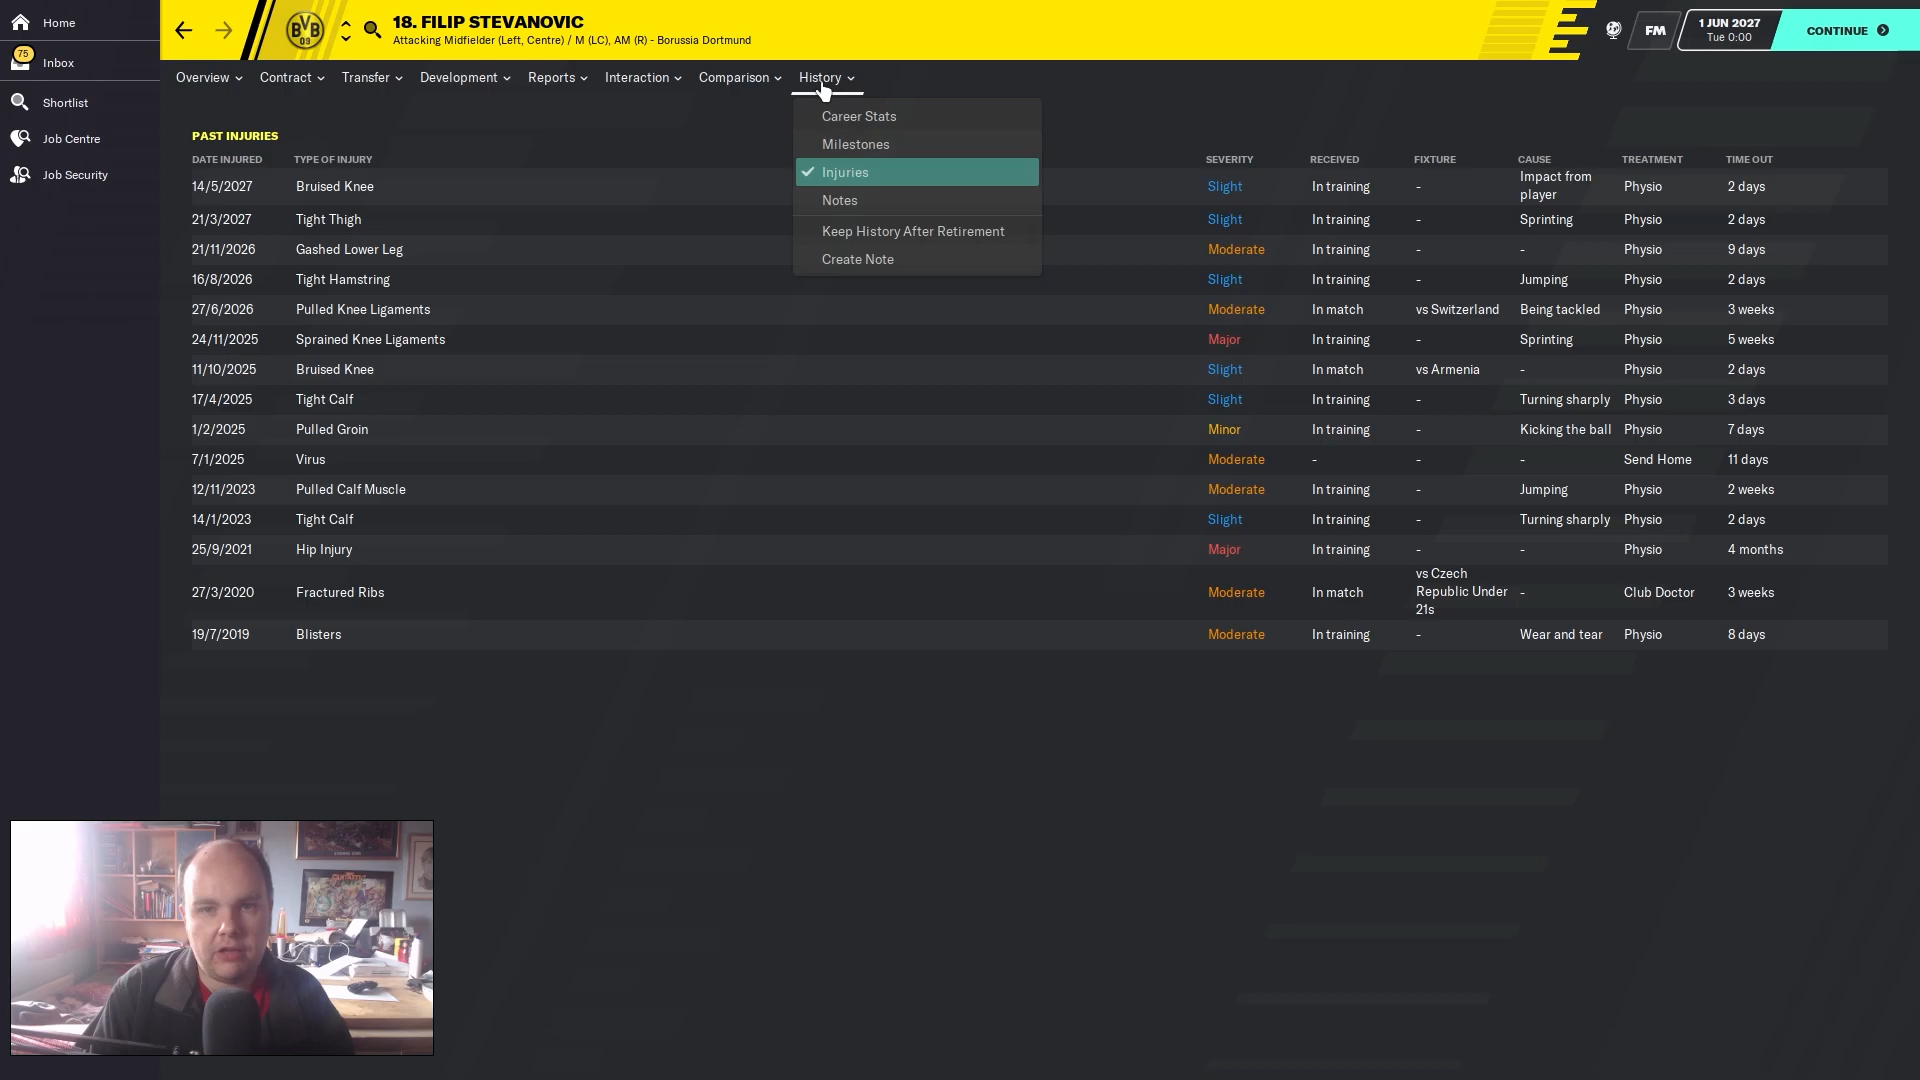 Home
75
Inbox
Shortlist
Job Centre
Job Security
BVB
09
18. FILIP STEVANOVIC
Attacking Midfielder (Left, Centre) / M (LC), AM (R) - Borussia Dortmund
FM
1 JUN 2027
Tue 0:00
CONTINUE
Overview Contract Transfer Development Reports Interaction Comparison History
Career Stats
Milestones
Injuries
Notes
Keep History After Retirement
Create Note
PAST INJURIES
DATE INJURED TYPE OF INJURY SEVERITY RECEIVED FIXTURE CAUSE TREATMENT TIME OUT
14/5/2027 Bruised Knee Slight In training - Impact from player Physio 2 days
21/3/2027 Tight Thigh Slight In training - Sprinting Physio 2 days
21/11/2026 Gashed Lower Leg Moderate In training - - Physio 9 days
16/8/2026 Tight Hamstring Slight In training - Jumping Physio 2 days
27/6/2026 Pulled Knee Ligaments Moderate In match vs Switzerland Being tackled Physio 3 weeks
24/11/2025 Sprained Knee Ligaments Major In training - Sprinting Physio 5 weeks
11/10/2025 Bruised Knee Slight In match vs Armenia - Physio 2 days
17/4/2025 Tight Calf Slight In training - Turning sharply Physio 3 days
1/2/2025 Pulled Groin Minor In training - Kicking the ball Physio 7 days
7/1/2025 Virus Moderate - - - Send Home 11 days
12/11/2023 Pulled Calf Muscle Moderate In training - Jumping Physio 2 weeks
14/1/2023 Tight Calf Slight In training - Turning sharply Physio 2 days
25/9/2021 Hip Injury Major In training - - Physio 4 months
27/3/2020 Fractured Ribs Moderate In match vs Czech Republic Under 21s - Club Doctor 3 weeks
19/7/2019 Blisters Moderate In training - Wear and tear Physio 8 days